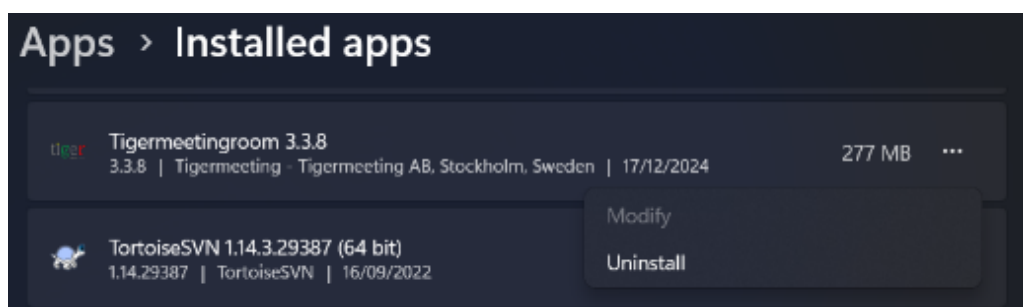 Apps > Installed apps
tiger
Tigermeetingroom 3.3.8
3.3.8 | Tigermeeting - Tigermeeting AB, Stockholm, Sweden | 17/12/2024
277 MB
Modify
Uninstall
TortoiseSVN 1.14.3.29387 (64 bit)
1.14.29387 | TortoiseSVN | 16/09/2022